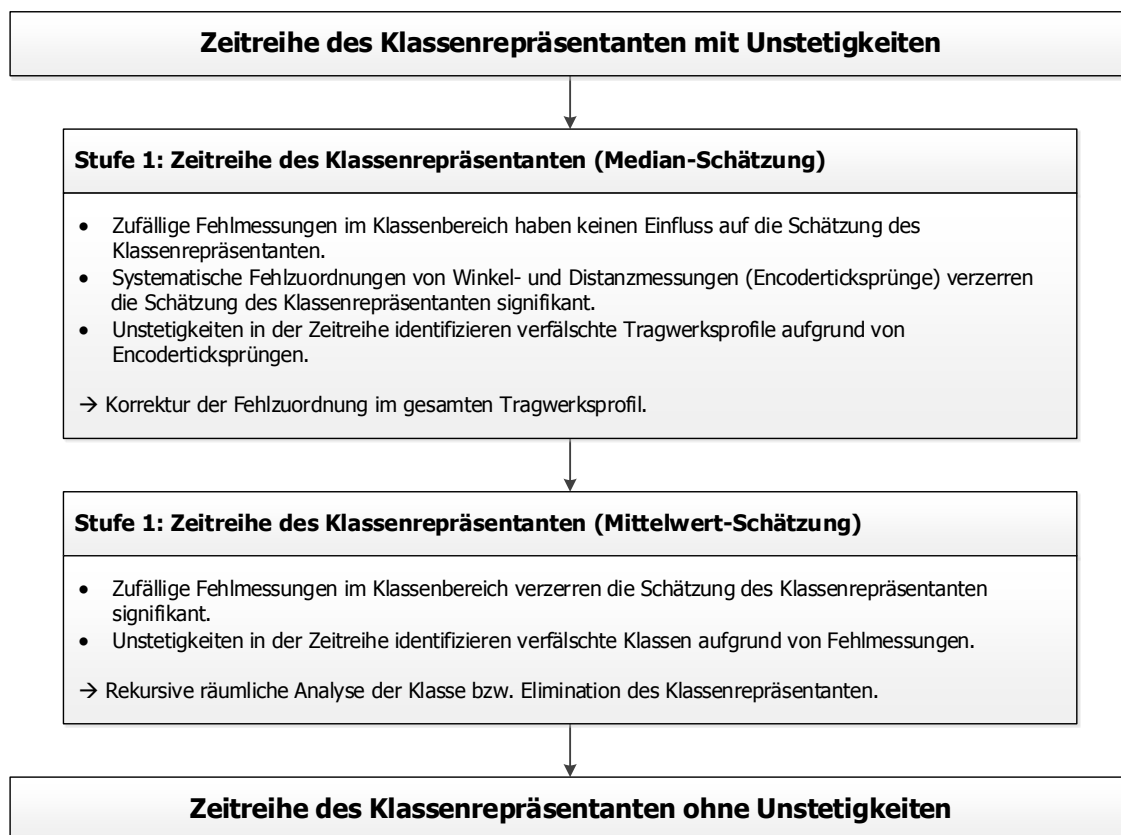 Zeitreihe des Klassenrepräsentanten mit Unstetigkeiten
Stufe 1: Zeitreihe des Klassenrepräsentanten (Median-Schätzung)
• Zufällige Fehlmessungen im Klassenbereich haben keinen Einfluss auf die Schätzung des
Klassenrepräsentanten.
• Systematische Fehlzuordnungen von Winkel- und Distanzmessungen (Encoderticksprünge) verzerren
die Schätzung des Klassenrepräsentanten signifikant.
• Unstetigkeiten in der Zeitreihe identifizieren verfälschte Tragwerksprofile aufgrund von
Encoderticksprüngen.
→ Korrektur der Fehlzuordnung im gesamten Tragwerksprofil.
Stufe 1: Zeitreihe des Klassenrepräsentanten (Mittelwert-Schätzung)
• Zufällige Fehlmessungen im Klassenbereich verzerren die Schätzung des Klassenrepräsentanten
signifikant.
• Unstetigkeiten in der Zeitreihe identifizieren verfälschte Klassen aufgrund von Fehlmessungen.
→ Rekursive räumliche Analyse der Klasse bzw. Elimination des Klassenrepräsentanten.
Zeitreihe des Klassenrepräsentanten ohne Unstetigkeiten